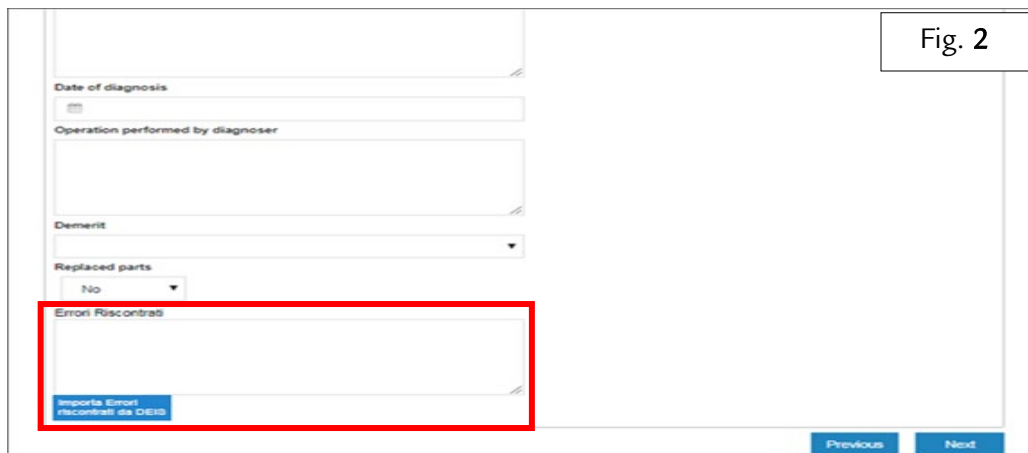 Fig. 2
Date of diagnosis
Operation performed by diagnoser
Demerit
Replaced parts
No
Errori Riscontrati
Importa Errori
riscontrati da DEIS
Previous
Next